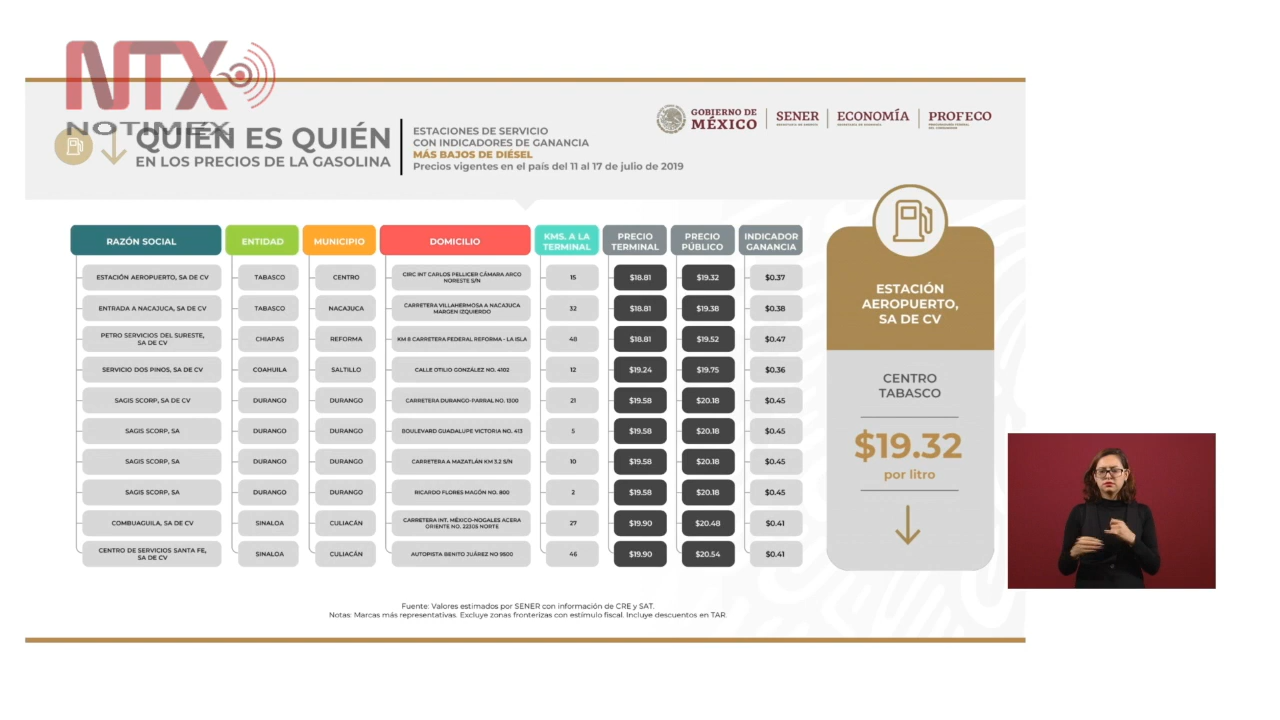 NTX
NOTIMEX
QUIÉN ES QUIÉN
EN LOS PRECIOS DE LA GASOLINA
ESTACIONES DE SERVICIO
CON INDICADORES DE GANANCIA
MÁS BAJOS DE DIÉSEL
Precios vigentes en el país del 11 al 17 de julio de 2019
GOBIERNO DE
MÉXICO
SENER
ECONOMÍA
PROFECO
RAZÓN SOCIAL ENTIDAD MUNICIPIO DOMICILIO KMS. A LA TERMINAL PRECIO TERMINAL PRECIO PÚBLICO INDICADOR GANANCIA
ESTACIÓN AEROPUERTO, SA DE CV TABASCO CENTRO CIRC INT CARLOS PELLICER CÁMARA ARCO NORESTE S/N 15 $18.81 $19.32 $0.37
ENTRADA A NACAJUCA, SA DE CV TABASCO NACAJUCA CARRETERA VILLAHERMOSA A NACAJUCA MARGEN IZQUIERDO 32 $18.81 $19.38 $0.38
PETRO SERVICIOS DEL SURESTE, SA DE CV CHIAPAS REFORMA KM 8 CARRETERA FEDERAL REFORMA - LA ISLA 48 $18.81 $19.52 $0.47
SERVICIO DOS PINOS, SA DE CV COAHUILA SALTILLO CALLE OTILIO GONZÁLEZ NO. 4102 12 $19.24 $19.75 $0.36
SAGIS SCORP, SA DE CV DURANGO DURANGO CARRETERA DURANGO-PARRAL NO. 1300 21 $19.58 $20.18 $0.45
SAGIS SCORP, SA DURANGO DURANGO BOULEVARD GUADALUPE VICTORIA NO. 413 5 $19.58 $20.18 $0.45
SAGIS SCORP, SA DURANGO DURANGO CARRETERA A MAZATLÁN KM 3.2 S/N 10 $19.58 $20.18 $0.45
SAGIS SCORP, SA DURANGO DURANGO RICARDO FLORES MAGÓN NO. 800 2 $19.58 $20.18 $0.45
COMBUAGUILA, SA DE CV SINALOA CULIACÁN CARRETERA INT. MÉXICO-NOGALES ACERA ORIENTE NO. 22305 NORTE 27 $19.90 $20.48 $0.41
CENTRO DE SERVICIOS SANTA FE, SA DE CV SINALOA CULIACÁN AUTOPISTA BENITO JUÁREZ NO 9500 46 $19.90 $20.54 $0.41
ESTACIÓN
AEROPUERTO,
SA DE CV
CENTRO
TABASCO
$19.32
por litro
Fuente: Valores estimados por SENER con información de CRE y SAT.
Notas: Marcas más representativas. Excluye zonas fronterizas con estímulo fiscal. Incluye descuentos en TAR.